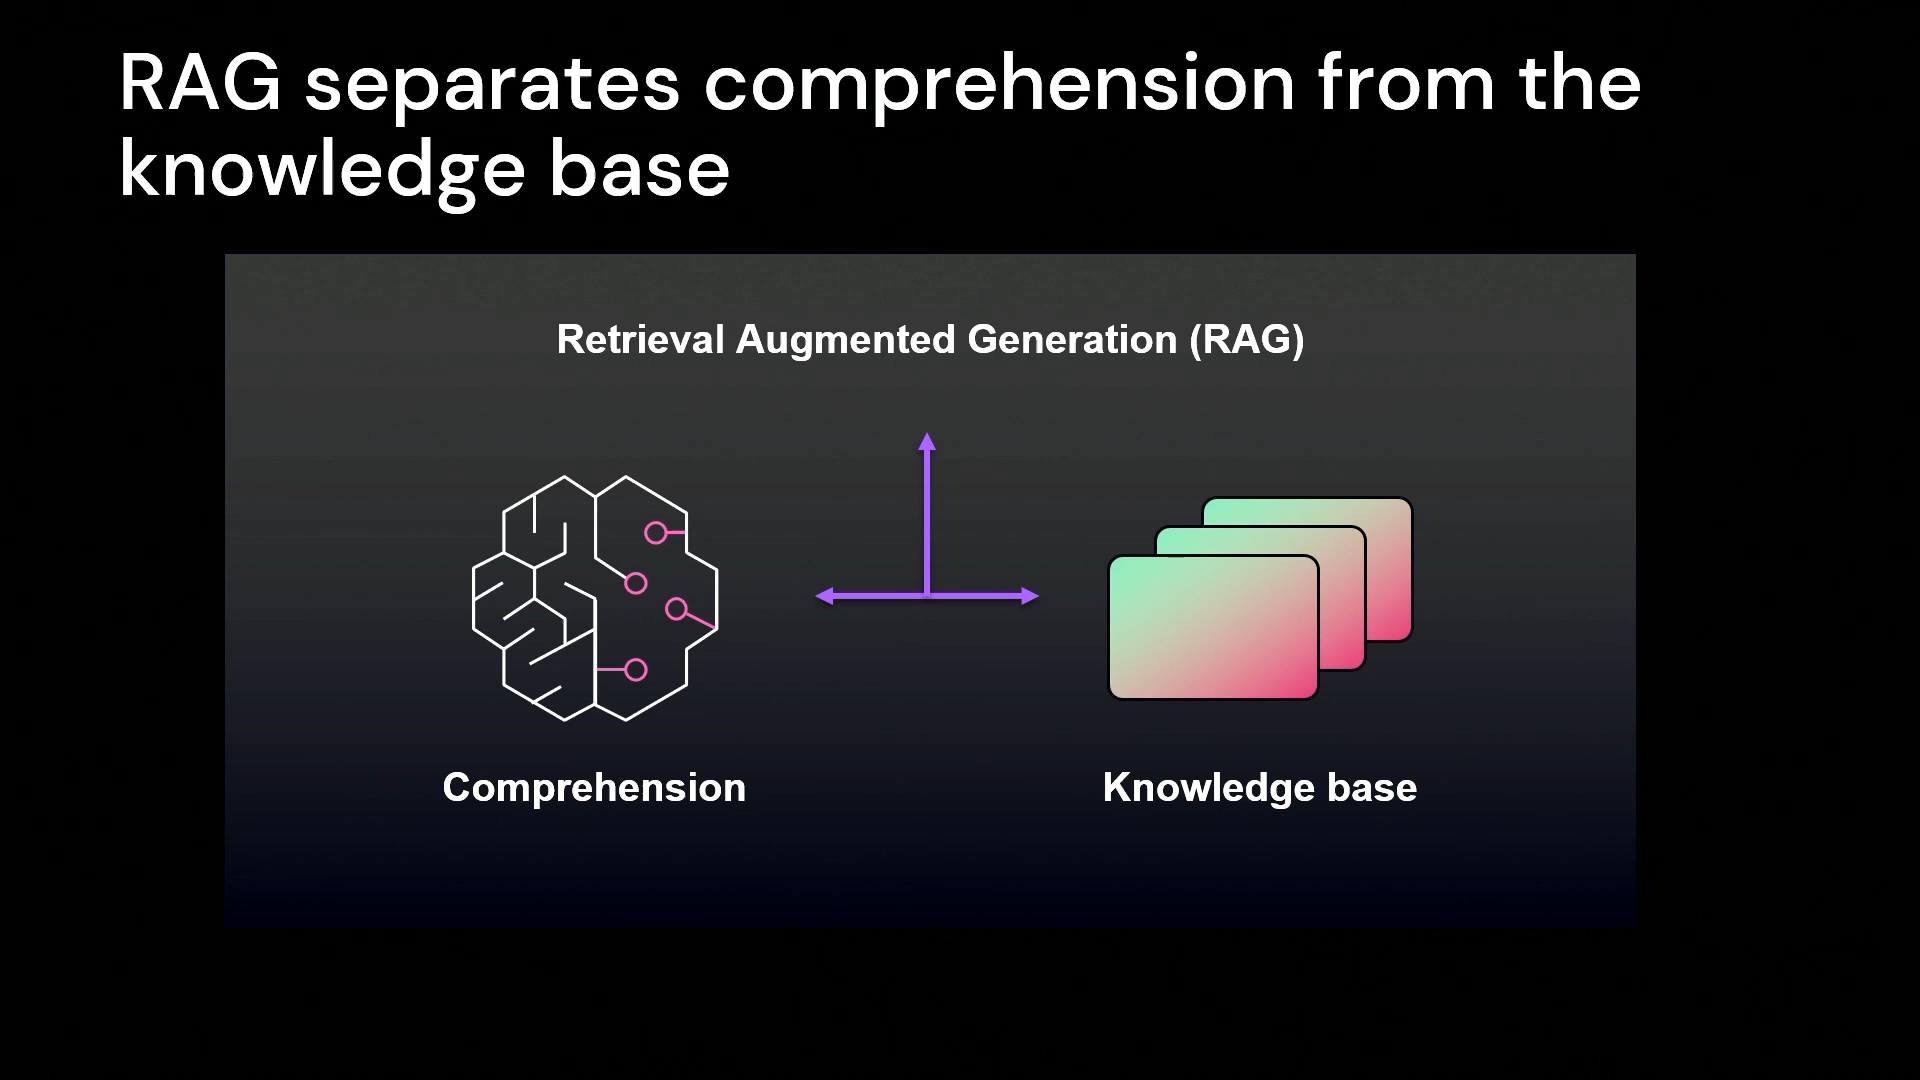 RAG separates comprehension from the
knowledge base
Retrieval Augmented Generation (RAG)
Comprehension
Knowledge base